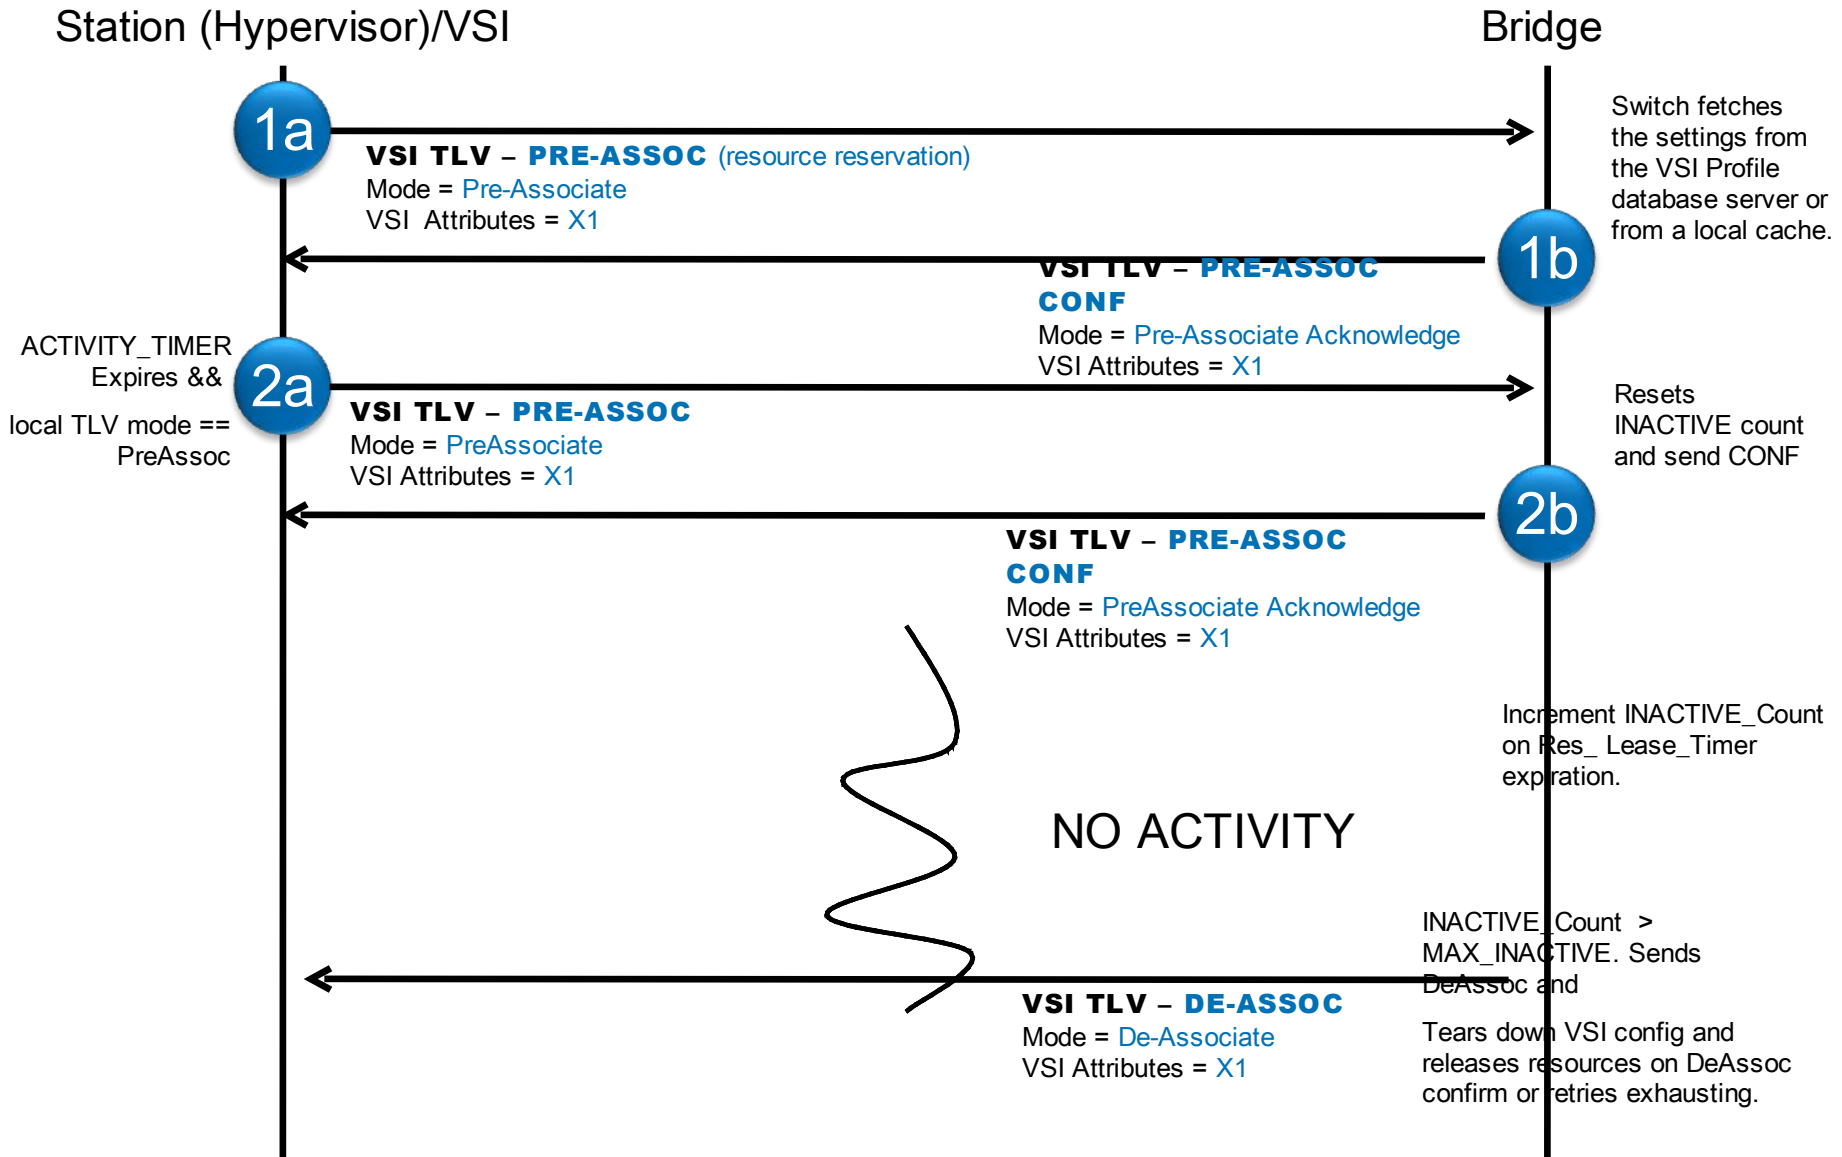 Station (Hypervisor)/VSI
Bridge
1a
VSI TLV – PRE-ASSOC (resource reservation)
Mode = Pre-Associate
VSI Attributes = X1
Switch fetches
the settings from
the VSI Profile
database server or
from a local cache.
1b
VSI TLV – PRE-ASSOC
CONF
Mode = Pre-Associate Acknowledge
VSI Attributes = X1
ACTIVITY_TIMER
Expires &&
local TLV mode ==
PreAssoc
2a
VSI TLV – PRE-ASSOC
Mode = PreAssociate
VSI Attributes = X1
Resets
INACTIVE count
and send CONF
2b
VSI TLV – PRE-ASSOC
CONF
Mode = PreAssociate Acknowledge
VSI Attributes = X1
Increment INACTIVE_Count
on Res_ Lease_Timer
expiration.
NO ACTIVITY
INACTIVE_Count >
MAX_INACTIVE. Sends
DeAssoc and
Tears down VSI config and
releases resources on DeAssoc
confirm or retries exhausting.
VSI TLV – DE-ASSOC
Mode = De-Associate
VSI Attributes = X1